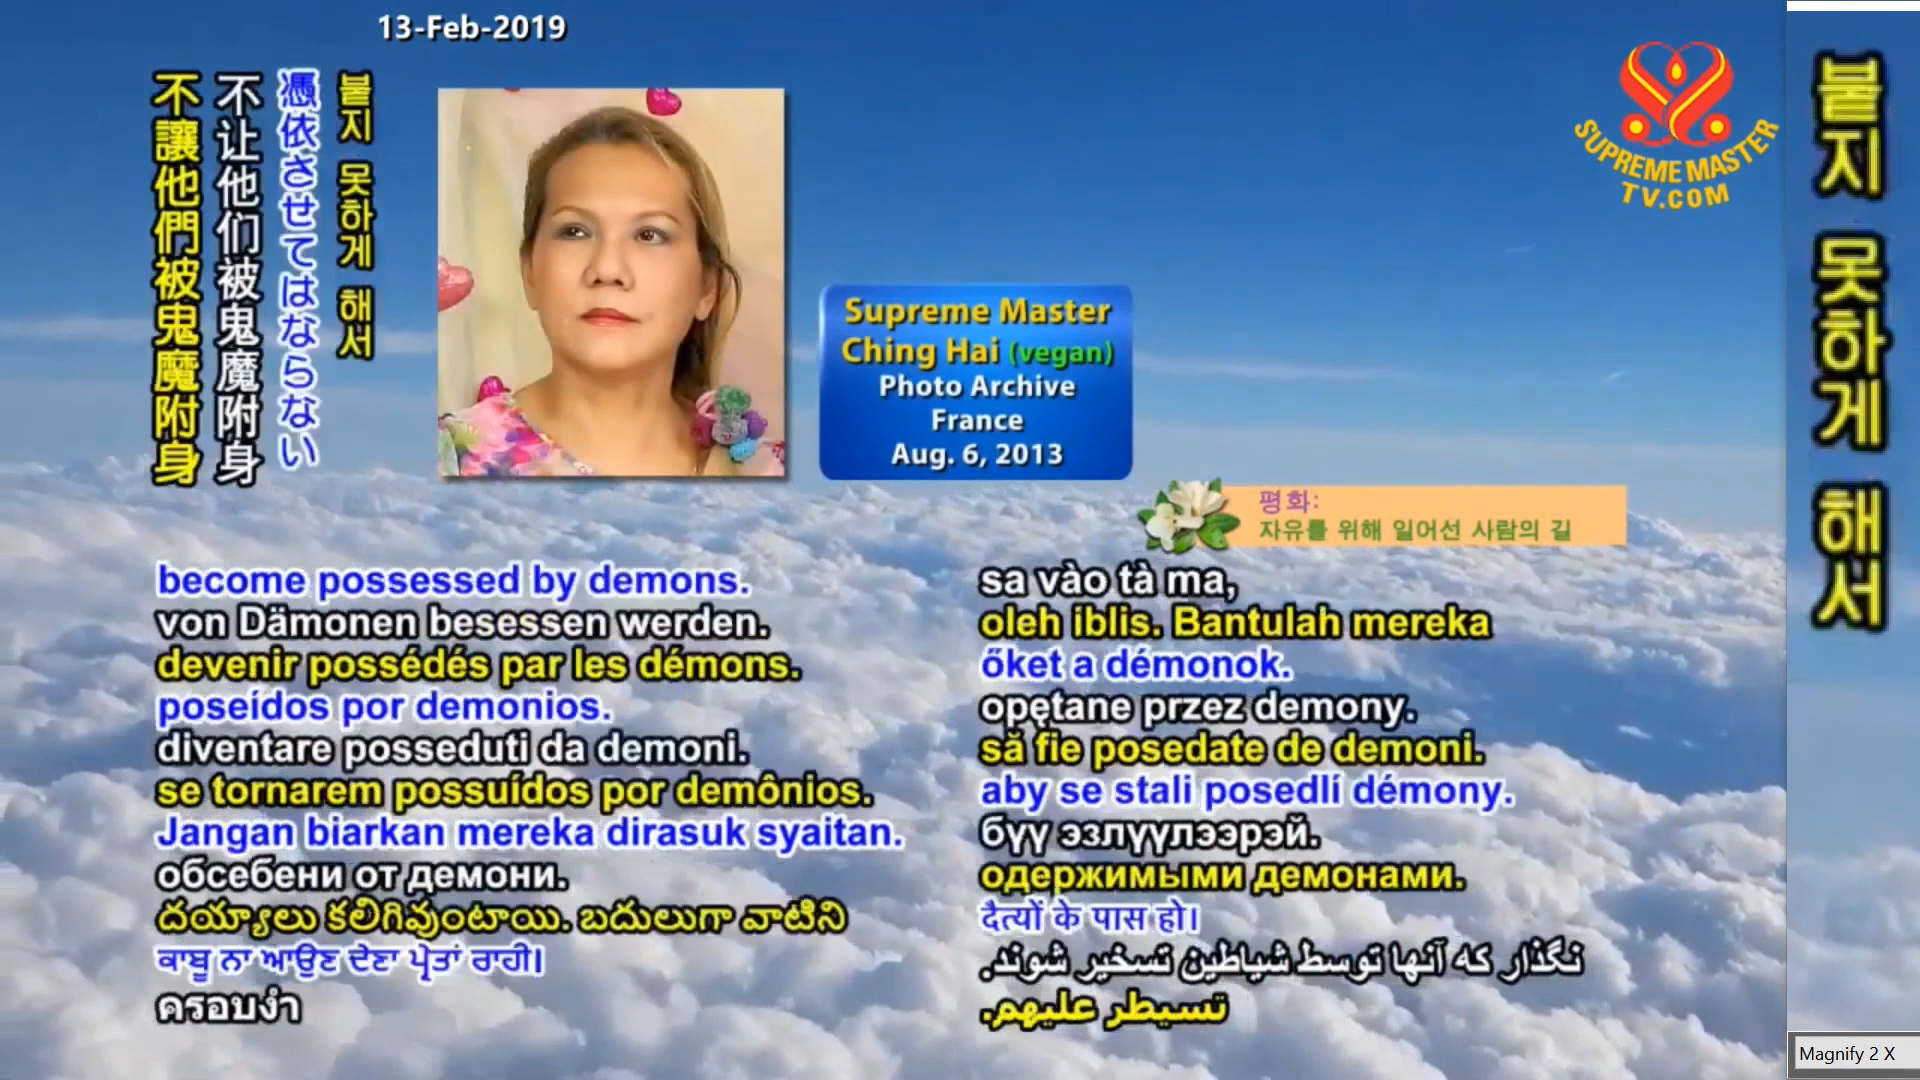 13-Feb-2019
붙지 못하게 해서
憑依させてはならない
不让他们被鬼魔附身
不讓他們被鬼魔附身
SUPREME MASTER
TV.COM
Supreme Master
Ching Hai (vegan)
Photo Archive
France
Aug. 6, 2013
평화:
자유를 위해 일어선 사람의 길
become possessed by demons.
von Dämonen besessen werden.
devenir possédés par les démons.
poseídos por demonios.
diventare posseduti da demoni.
se tornarem possuídos por demônios.
Jangan biarkan mereka dirasuk syaitan.
обсебени от демони.
దయ్యాలు కలిగివుంటాయి. బదులుగా వాటిని
ਕਾਬੂ ਨਾ ਆਉਣ ਦੇਣਾ ਪ੍ਰੇਤਾਂ ਰਾਹੀ।
ครอบงำ
sa vào tà ma,
oleh iblis. Bantulah mereka
őket a démonok.
opętane przez demony.
să fie posedate de demoni.
aby se stali posedlí démony.
бүү эзлүүлээрэй.
одержимыми демонами.
दैत्यों के पास हो।
نگذار که آنها توسط شیاطین تسخیر شوند.
تسيطر عليهم.
붙지 못하게 해서
Magnify 2 X